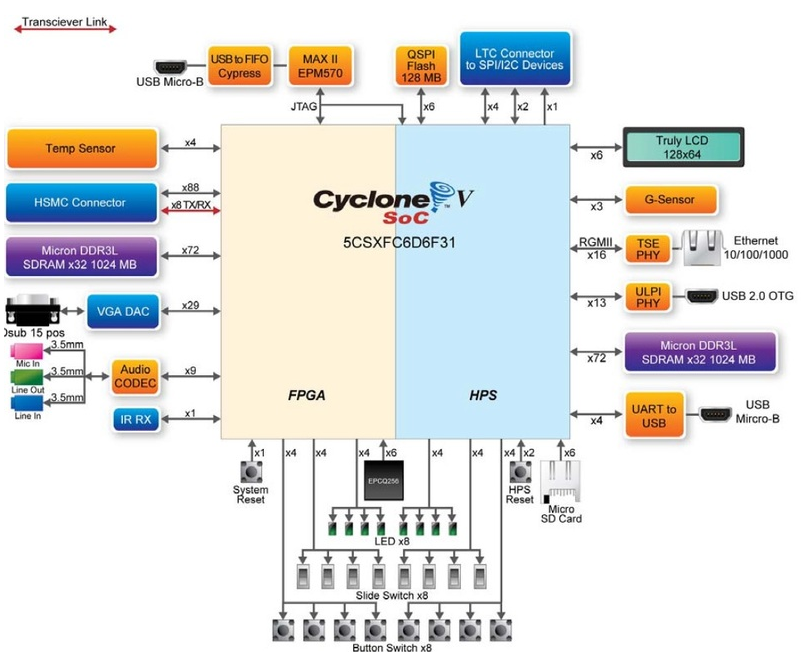 Transciever Link
USB Micro-B
USB to FIFO
Cypress
MAX II
EPM570
QSPI
Flash
128 MB
LTC Connector
to SPI/I2C Devices
JTAG
x6
x4
x2
x1
Temp Sensor
x4
HSMC Connector
x88
x8 TX/RX
Micron DDR3L
SDRAM x32 1024 MB
x72
VGA DAC
x29
Dsub 15 pos
3.5mm
Mic In
3.5mm
Line Out
3.5mm
Line In
Audio
CODEC
x9
IR RX
x1
Cyclone V
SoC
TM
5CSXFC6D6F31
FPGA
HPS
x6
Truly LCD
128x64
x3
G-Sensor
RGMII
x16
TSE
PHY
Ethernet
10/100/1000
x13
ULPI
PHY
USB 2.0 OTG
x72
Micron DDR3L
SDRAM x32 1024 MB
x4
UART to
USB
USB
Mircro-B
x1
x4
x4
x4
x6
x4
x4
x4
x2
x6
System
Reset
EPCQ256
HPS
Reset
Micro
SD Card
LED x8
Slide Switch x8
Button Switch x8